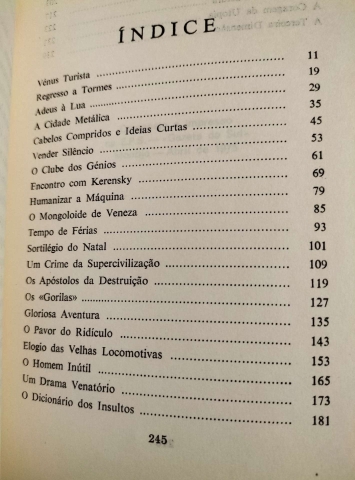 ÍNDICE
Vénus Turista 11
Regresso a Tormes 19
Adeus à Lua 29
A Cidade Metálica 35
Cabelos Compridos e Ideias Curtas 45
Vender Silêncio 53
O Clube dos Génios 61
Encontro com Kerensky 69
Humanizar a Máquina 79
O Mongoloide de Veneza 85
Tempo de Férias 93
Sortilégio do Natal 101
Um Crime da Supercivilização 109
Os Apóstolos da Destruição 119
Os «Gorilas» 127
Gloriosa Aventura 135
O Pavor do Ridículo 143
Elogio das Velhas Locomotivas 153
O Homem Inútil 165
Um Drama Venatório 173
O Dicionário dos Insultos 181
245